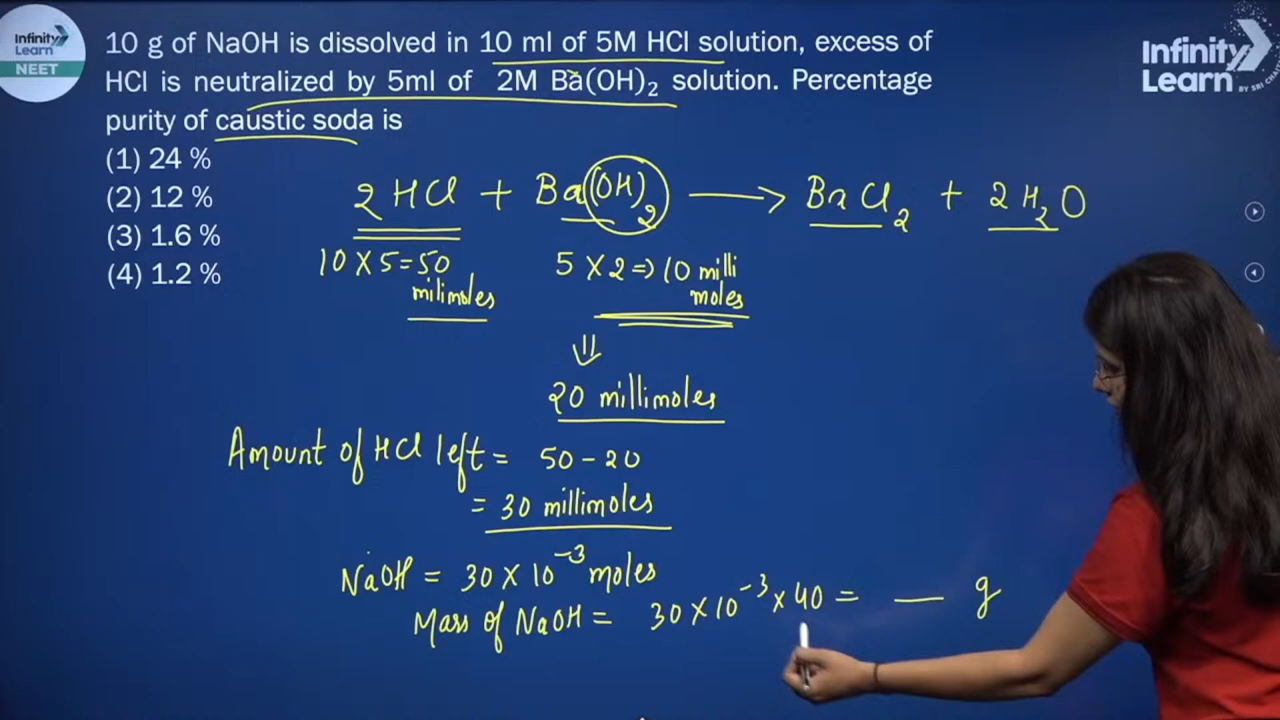 Infinity
Learn
NEET
10 g of NaOH is dissolved in 10 ml of 5M HCl solution, excess of
HCl is neutralized by 5ml of 2M Ba(OH)₂ solution. Percentage
purity of caustic soda is
(1) 24 %
(2) 12 %
(3) 1.6 %
(4) 1.2 %
Infinity
Learn
BY SRI CHAITANYA
2 HCl + Ba(OH)₂ ⟶ BaCl₂ + 2 H₂O
10 X 5 = 50
milimoles
5 X 2 ⇒ 10 milli
moles
⇓
20 millimoles
Amount of HCl left = 50 - 20
= 30 millimoles
NaOH = 30 X 10⁻³ moles
Mass of NaOH = 30 X 10⁻³ x 40 = — g